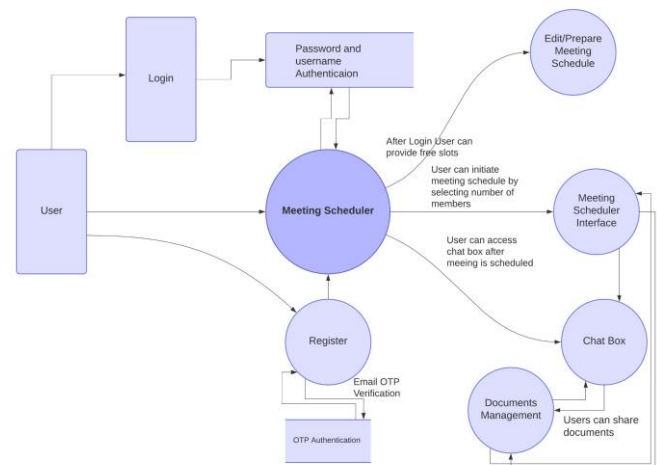 Edit/Prepare
Meeting
Schedule
Password and
username
Authenticaion
Login
After Login User can
provide free slots
User can initiate
meeting schedule by
selecting number of
members
User
Meeting Scheduler
Meeting
Scheduler
Interface
User can access
chat box after
meeing is scheduled
Register
Chat Box
Email OTP
Verification
Documents
Management
Users can share
documents
OTP Authentication